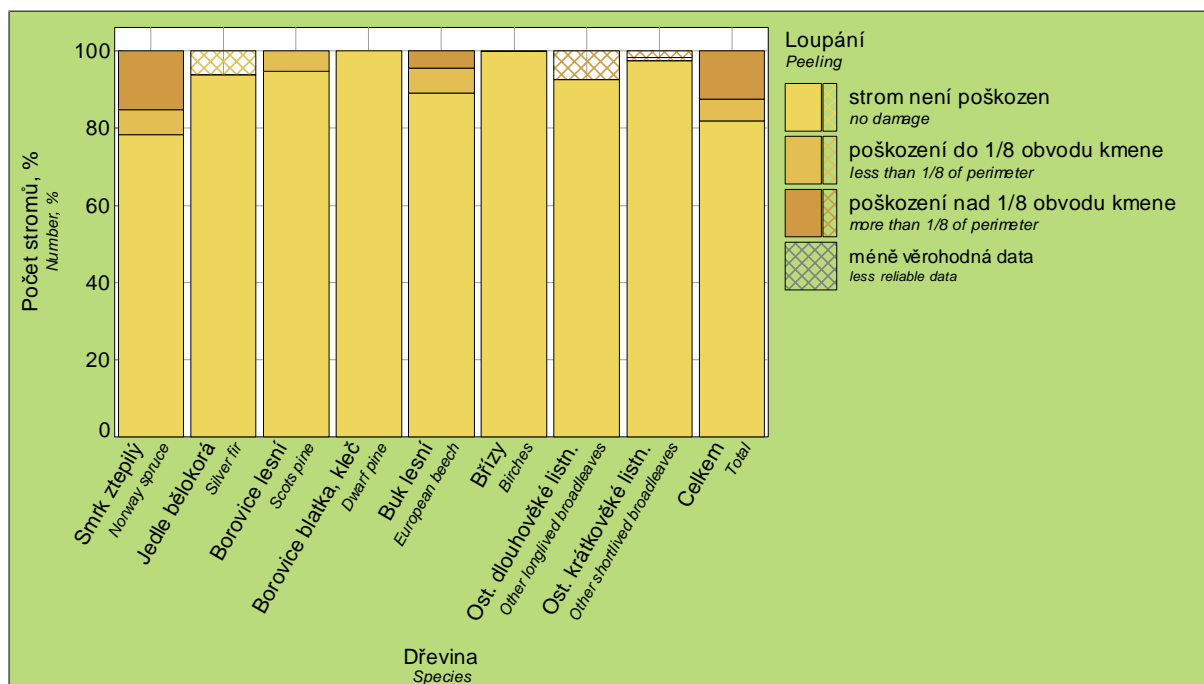 100
80
60
40
20
0
Počet stromů, %
Number, %
Smrk ztepilý
Norway spruce
Jedle bělokorá
Silver fir
Borovice lesní
Scots pine
Borovice blatka, kleč
Dwarf pine
Buk lesní
European beech
Břízy
Birches
Ost. dlouhověké listn.
Other longlived broadleaves
Ost. krátkověké listn.
Other shortlived broadleaves
Celkem
Total
Dřevina
Species
Loupání
Peeling
strom není poškozen
no damage
poškození do 1/8 obvodu kmene
less than 1/8 of perimeter
poškození nad 1/8 obvodu kmene
more than 1/8 of perimeter
méně věrohodná data
less reliable data